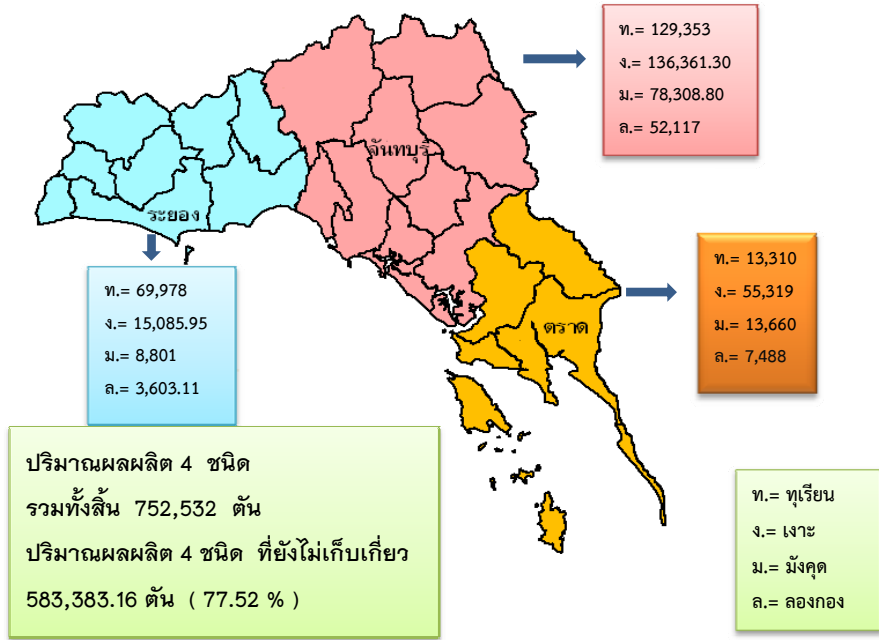 ท.= 129,353
ง.= 136,361.30
ม.= 78,308.80
ล.= 52,117
จันทบุรี
ระยอง
ท.= 69,978
ง.= 15,085.95
ม.= 8,801
ล.= 3,603.11
ท.= 13,310
ง.= 55,319
ม.= 13,660
ล.= 7,488
ตราด
ปริมาณผลผลิต 4 ชนิด
รวมทั้งสิ้น 752,532 ตัน
ปริมาณผลผลิต 4 ชนิด ที่ยังไม่เก็บเกี่ยว
583,383.16 ตัน ( 77.52 % )
ท.= ทุเรียน
ง.= เงาะ
ม.= มังคุด
ล.= ลองกอง